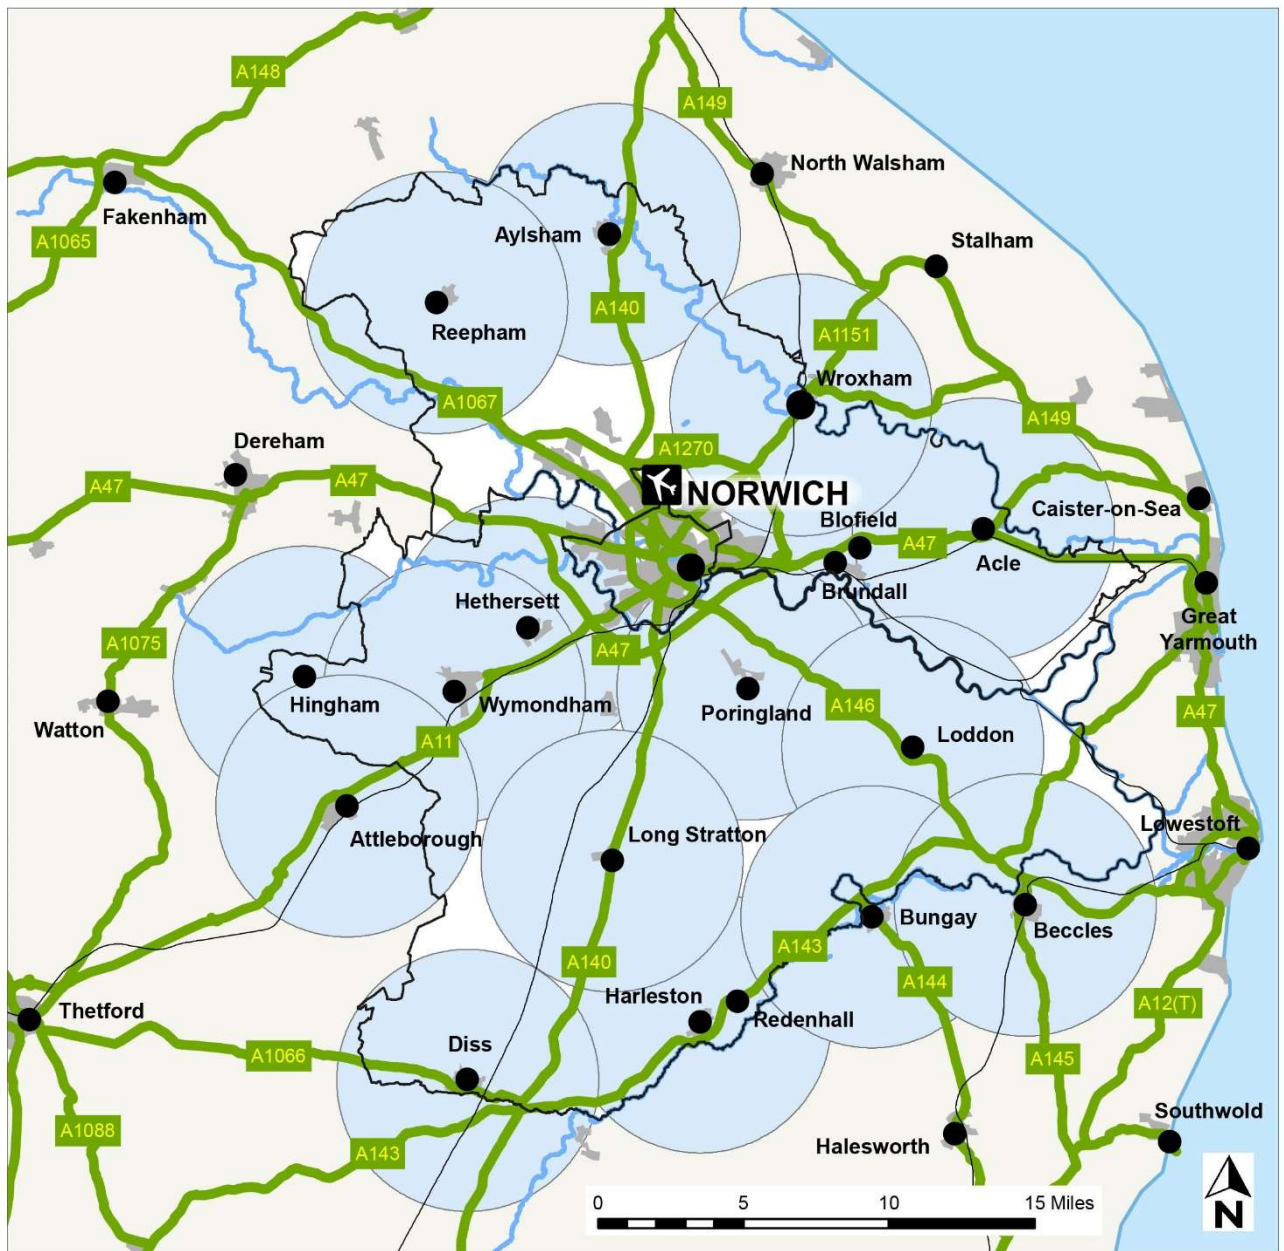 A148
A149
North Walsham
Fakenham
A1065
Aylsham
Stalham
A140
Reepham
A1151
Wroxham
A1067
A149
Dereham
A1270
A47
A47
NORWICH
Caister-on-Sea
Blofield
A47
Acle
Brundall
Hethersett
Great
Yarmouth
A1075
A47
Hingham
Wymondham
Poringland
A146
A47
Watton
A11
Loddon
Attleborough
Long Stratton
Lowestoft
Bungay
Beccles
A143
A140
A144
Harleston
A12(T)
Thetford
Redenhall
Diss
A1066
A145
A1088
Southwold
A143
Halesworth
0 5 10 15 Miles
N